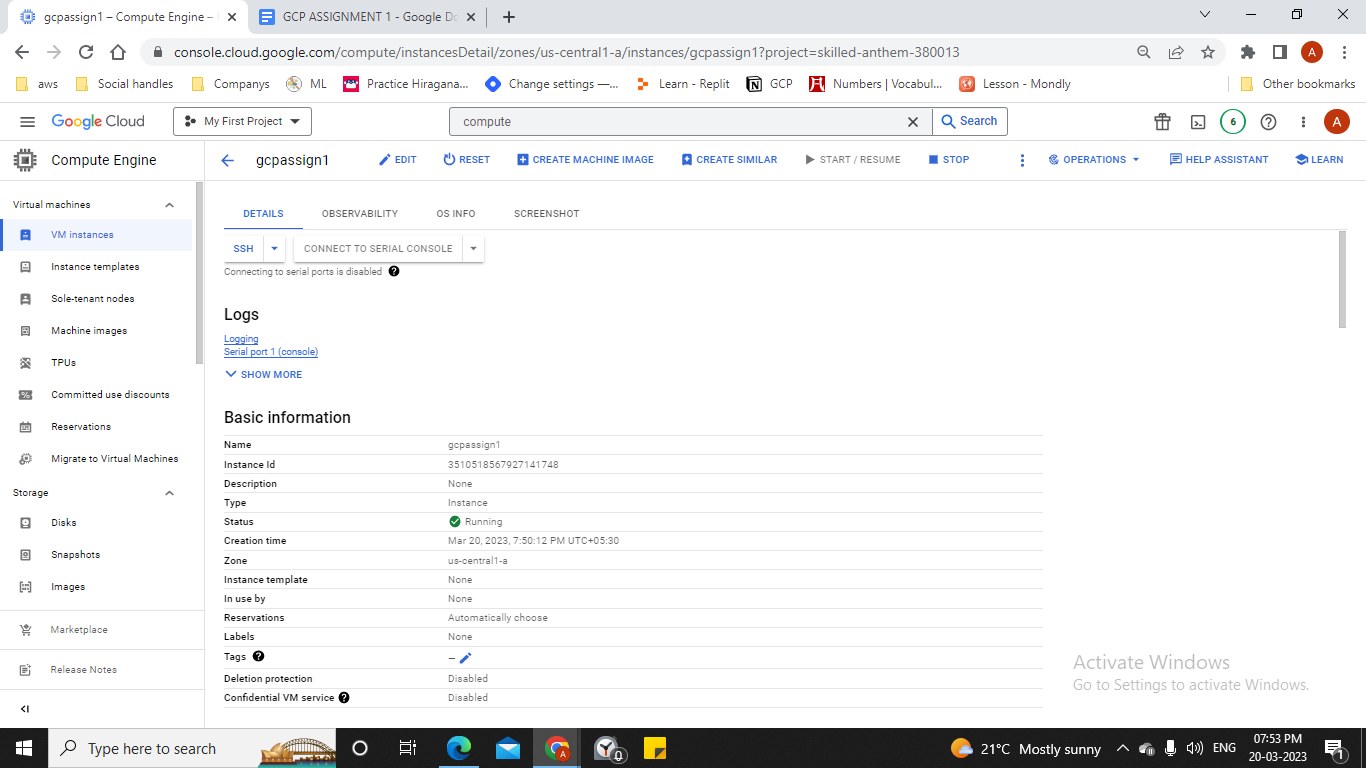 gcpassign1 – Compute Engine –
GCP ASSIGNMENT 1 - Google Do
console.cloud.google.com/compute/instancesDetail/zones/us-central1-a/instances/gcpassign1?project=skilled-anthem-380013
A
aws
Social handles
Companys
ML
Practice Hiragana...
Change settings —...
Learn - Replit
GCP
Numbers | Vocabul...
Lesson - Mondly
Other bookmarks
Google Cloud
My First Project
compute
Search
6
A
Compute Engine
gcpassign1
EDIT
RESET
CREATE MACHINE IMAGE
CREATE SIMILAR
START / RESUME
STOP
OPERATIONS
HELP ASSISTANT
LEARN
Virtual machines
VM instances
Instance templates
Sole-tenant nodes
Machine images
TPUs
Committed use discounts
Reservations
Migrate to Virtual Machines
Storage
Disks
Snapshots
Images
Marketplace
Release Notes
DETAILS
OBSERVABILITY
OS INFO
SCREENSHOT
SSH
CONNECT TO SERIAL CONSOLE
Connecting to serial ports is disabled
Logs
Logging
Serial port 1 (console)
SHOW MORE
Basic information
Name gcpassign1
Instance Id 3510518567927141748
Description None
Type Instance
Status Running
Creation time Mar 20, 2023, 7:50:12 PM UTC+05:30
Zone us-central1-a
Instance template None
In use by None
Reservations Automatically choose
Labels None
Tags —
Deletion protection Disabled
Confidential VM service Disabled
Activate Windows
Go to Settings to activate Windows.
Type here to search
21°C Mostly sunny
ENG
07:53 PM
20-03-2023
1